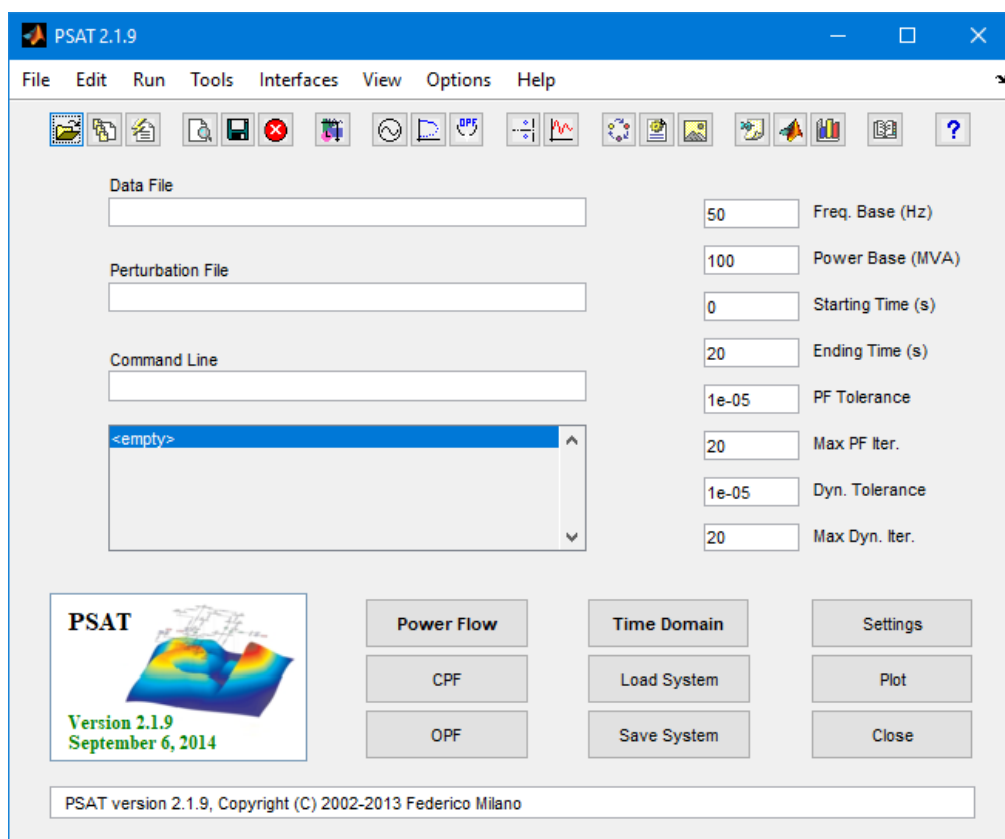 PSAT 2.1.9
File Edit Run Tools Interfaces View Options Help
OPF
?
Data File
50 Freq. Base (Hz)
100 Power Base (MVA)
Perturbation File
0 Starting Time (s)
20 Ending Time (s)
Command Line
1e-05 PF Tolerance
<empty>
20 Max PF Iter.
1e-05 Dyn. Tolerance
20 Max Dyn. Iter.
PSAT
Version 2.1.9
September 6, 2014
Power Flow Time Domain Settings
CPF Load System Plot
OPF Save System Close
PSAT version 2.1.9, Copyright (C) 2002-2013 Federico Milano